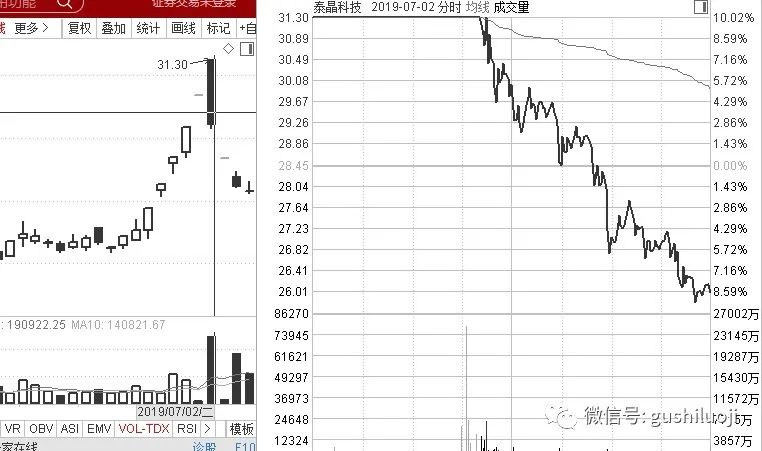 用功能
证券交易未登录
更多
复权
叠加
统计
画线
标记
+自
31.30
: 190922.25 MA10: 140821.67
2019/07/02/二
VR
OBV
ASI
EMV
VOL-TDX
RSI
模板
家在线
诊股
F10
泰晶科技 2019-07-02 分时 均线 成交量
31.30 10.02%
30.89 8.59%
30.49 7.16%
30.08 5.72%
29.67 4.29%
29.26 2.86%
28.86 1.43%
28.45 0.00%
28.04 1.43%
27.64 2.86%
27.23 4.29%
26.82 5.72%
26.41 7.16%
26.01 8.59%
86270 27002万
73945 23145万
61621 19287万
49297 15430万
36973 11572万
24648
12324
微信号: gushiluoji